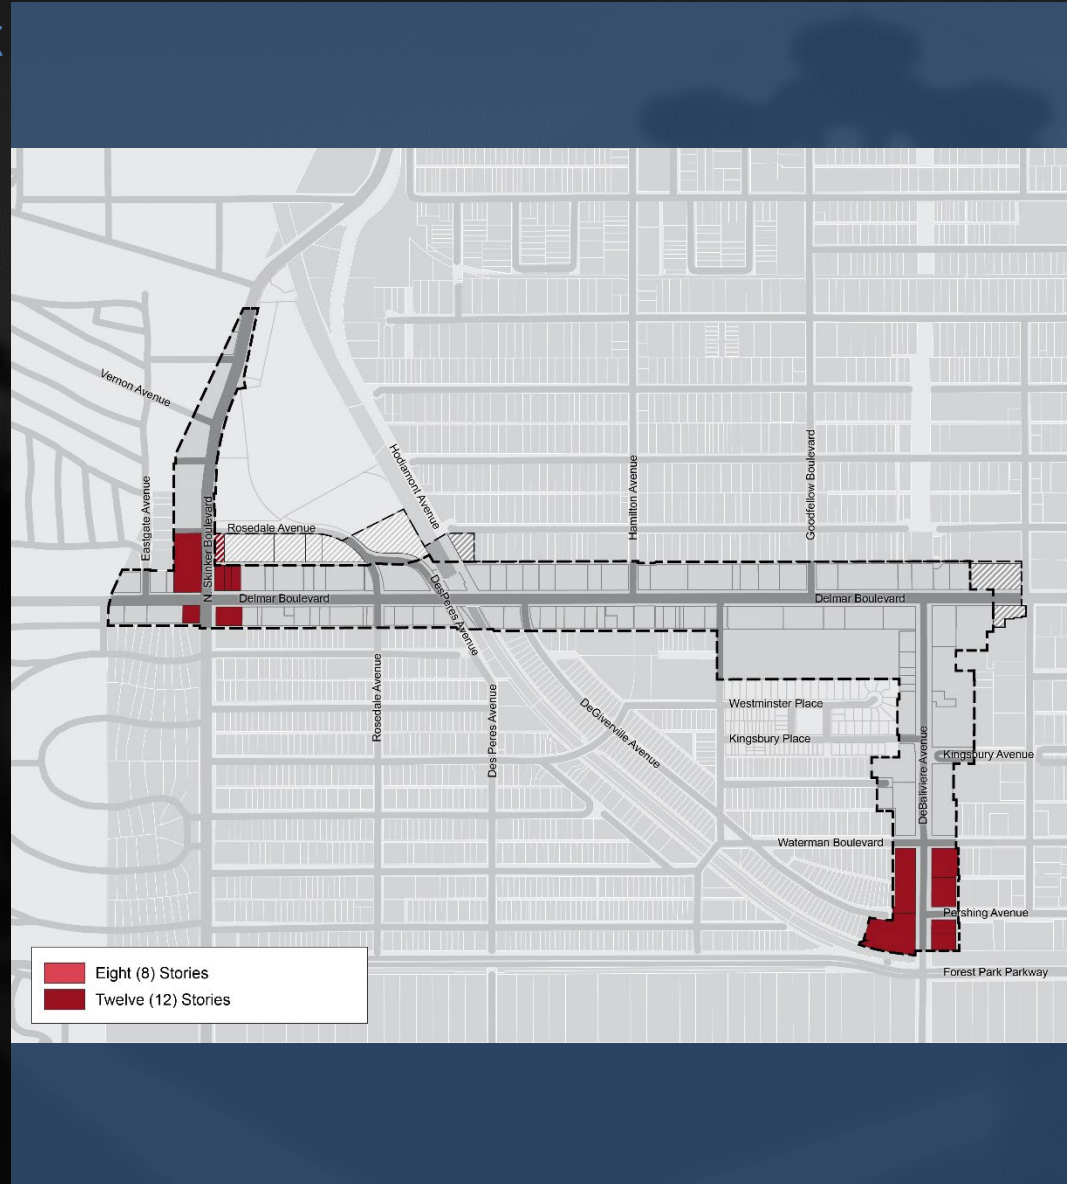 Vernon Avenue
Hodiamont Avenue
Hamilton Avenue
Goodfellow Boulevard
Eastgate Avenue
N. Skinker Boulevard
Rosedale Avenue
Delmar Boulevard
DesPeres Avenue
Delmar Boulevard
Rosedale Avenue
Des Peres Avenue
DeGiverville Avenue
Westminster Place
Kingsbury Place
DeBaliviere Avenue
Kingsbury Avenue
Waterman Boulevard
Pershing Avenue
Forest Park Parkway
Eight (8) Stories
Twelve (12) Stories